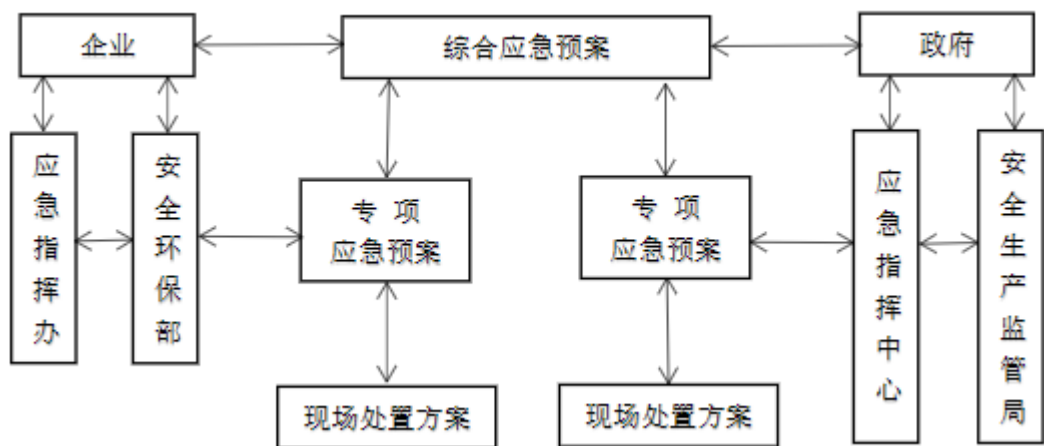 企业
综合应急预案
政府
应急指挥办
安全环保部
专 项
应急预案
专 项
应急预案
应急指挥中心
安全生产监管局
现场处置方案
现场处置方案